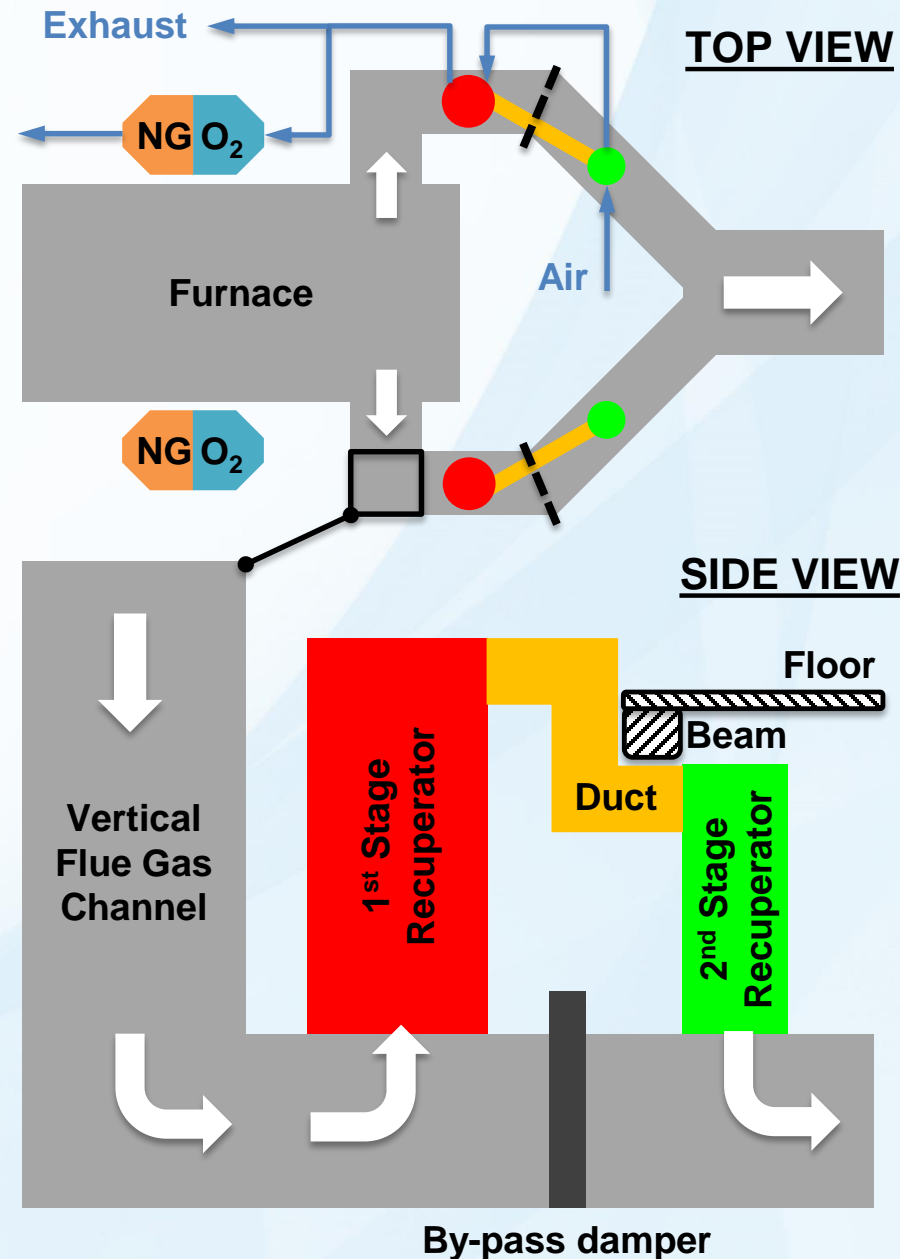 Exhaust
TOP VIEW
NG O₂
Furnace
Air
NG O₂
SIDE VIEW
Floor
Beam
Duct
Vertical
Flue Gas
Channel
1st Stage
Recuperator
2nd Stage
Recuperator
By-pass damper